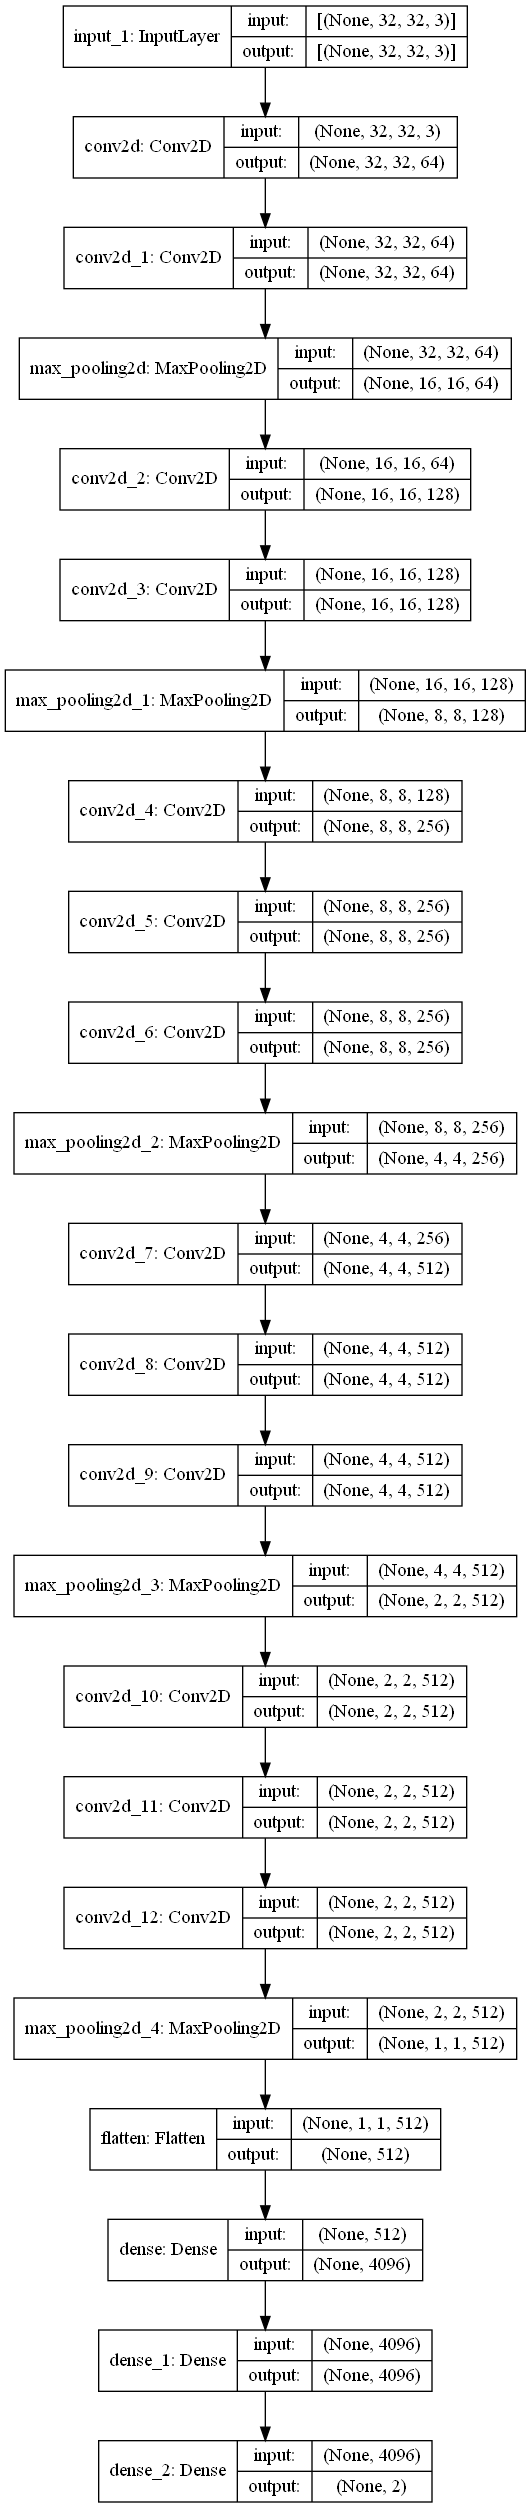 input_1: InputLayer
input: [(None, 32, 32, 3)]
output: [(None, 32, 32, 3)]
conv2d: Conv2D
input: (None, 32, 32, 3)
output: (None, 32, 32, 64)
conv2d_1: Conv2D
input: (None, 32, 32, 64)
output: (None, 32, 32, 64)
max_pooling2d: MaxPooling2D
input: (None, 32, 32, 64)
output: (None, 16, 16, 64)
conv2d_2: Conv2D
input: (None, 16, 16, 64)
output: (None, 16, 16, 128)
conv2d_3: Conv2D
input: (None, 16, 16, 128)
output: (None, 16, 16, 128)
max_pooling2d_1: MaxPooling2D
input: (None, 16, 16, 128)
output: (None, 8, 8, 128)
conv2d_4: Conv2D
input: (None, 8, 8, 128)
output: (None, 8, 8, 256)
conv2d_5: Conv2D
input: (None, 8, 8, 256)
output: (None, 8, 8, 256)
conv2d_6: Conv2D
input: (None, 8, 8, 256)
output: (None, 8, 8, 256)
max_pooling2d_2: MaxPooling2D
input: (None, 8, 8, 256)
output: (None, 4, 4, 256)
conv2d_7: Conv2D
input: (None, 4, 4, 256)
output: (None, 4, 4, 512)
conv2d_8: Conv2D
input: (None, 4, 4, 512)
output: (None, 4, 4, 512)
conv2d_9: Conv2D
input: (None, 4, 4, 512)
output: (None, 4, 4, 512)
max_pooling2d_3: MaxPooling2D
input: (None, 4, 4, 512)
output: (None, 2, 2, 512)
conv2d_10: Conv2D
input: (None, 2, 2, 512)
output: (None, 2, 2, 512)
conv2d_11: Conv2D
input: (None, 2, 2, 512)
output: (None, 2, 2, 512)
conv2d_12: Conv2D
input: (None, 2, 2, 512)
output: (None, 2, 2, 512)
max_pooling2d_4: MaxPooling2D
input: (None, 2, 2, 512)
output: (None, 1, 1, 512)
flatten: Flatten
input: (None, 1, 1, 512)
output: (None, 512)
dense: Dense
input: (None, 512)
output: (None, 4096)
dense_1: Dense
input: (None, 4096)
output: (None, 4096)
dense_2: Dense
input: (None, 4096)
output: (None, 2)